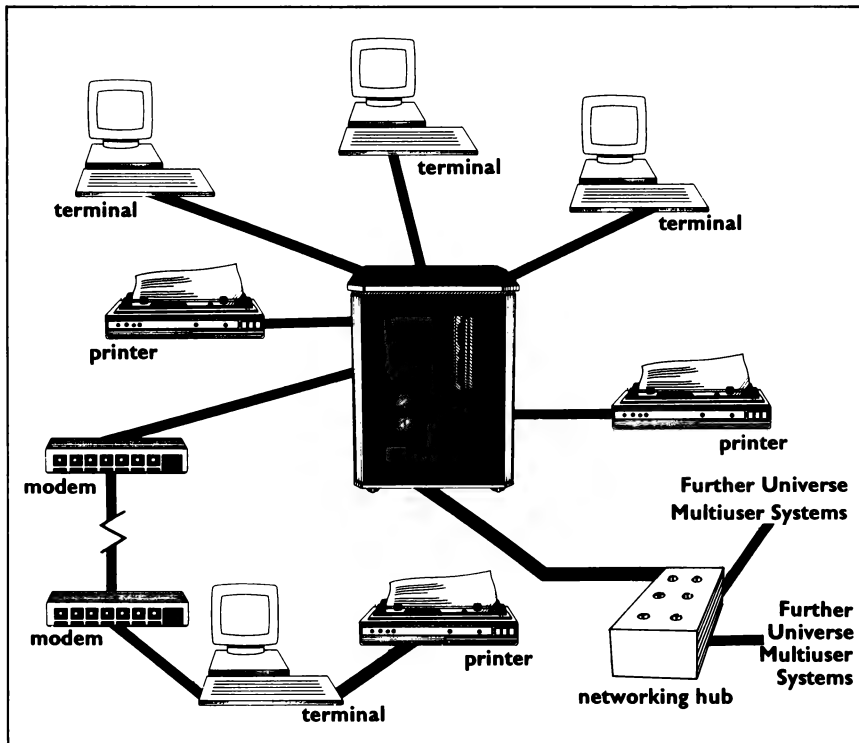 terminal
terminal
terminal
printer
printer
modem
Further Universe
Multiuser Systems
modem
printer
terminal
networking hub
Further
Universe
Multiuser
Systems